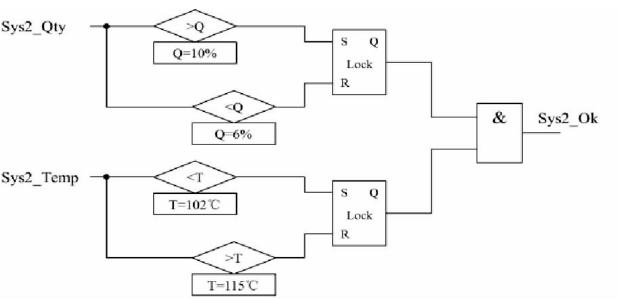 Sys2_Qty
>Q
Q=10%
S Q
Lock
R
<Q
Q=6%
&
Sys2_Ok
Sys2_Temp
<T
T=102℃
S Q
Lock
R
>T
T=115℃